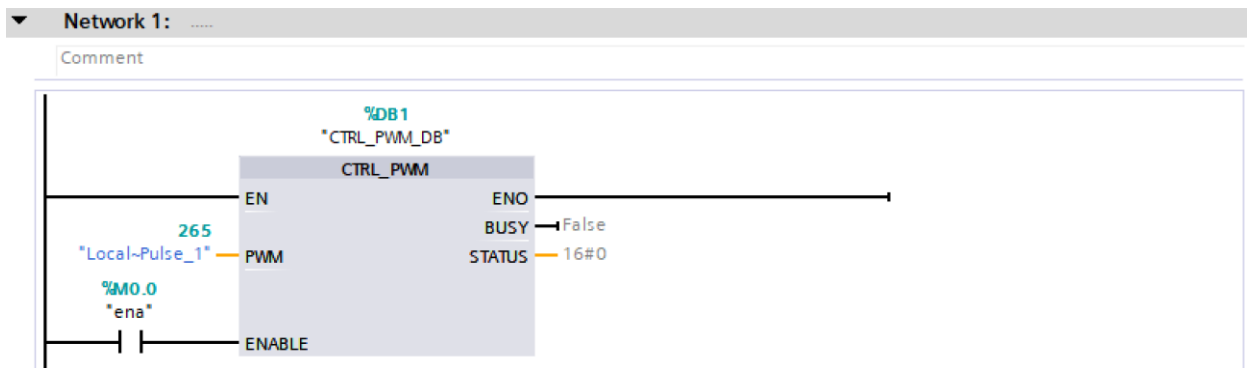 Network 1: .....
Comment
%DB1
"CTRL_PWM_DB"
CTRL_PWM
EN ENO
BUSY False
265
"Local~Pulse_1" PWM STATUS 16#0
%M0.0
"ena"
ENABLE